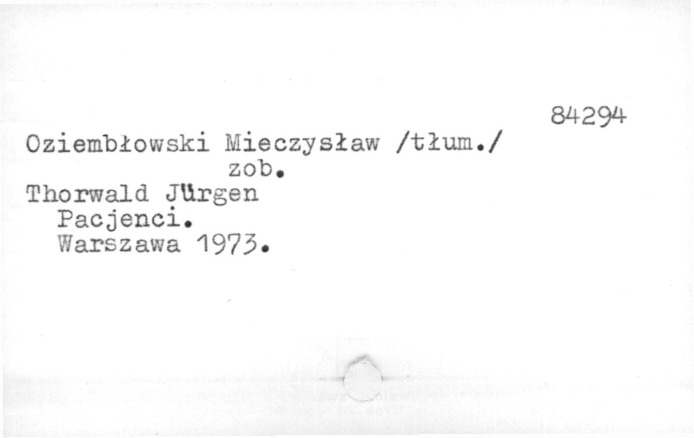 84294
Oziembłowski Mieczysław /tłum./
zob.
Thorwald Jürgen
Pacjenci.
Warszawa 1973.